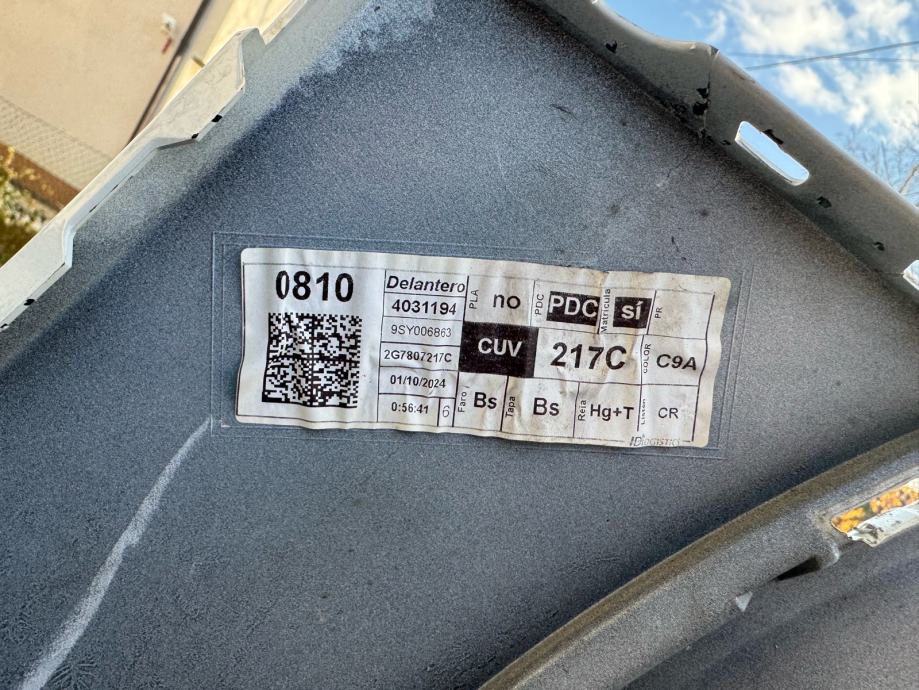 0810
Delantero
4031194
9SY006863
2G7807217C
01/10/2024
0:56:41 6
PLA no
PDC PDC
Matricula sí
PR
CUV
217C
COLOR C9A
Faro Bs
Tapa Bs
Reja Hg+T
Listón CR
IDLOGISTICS